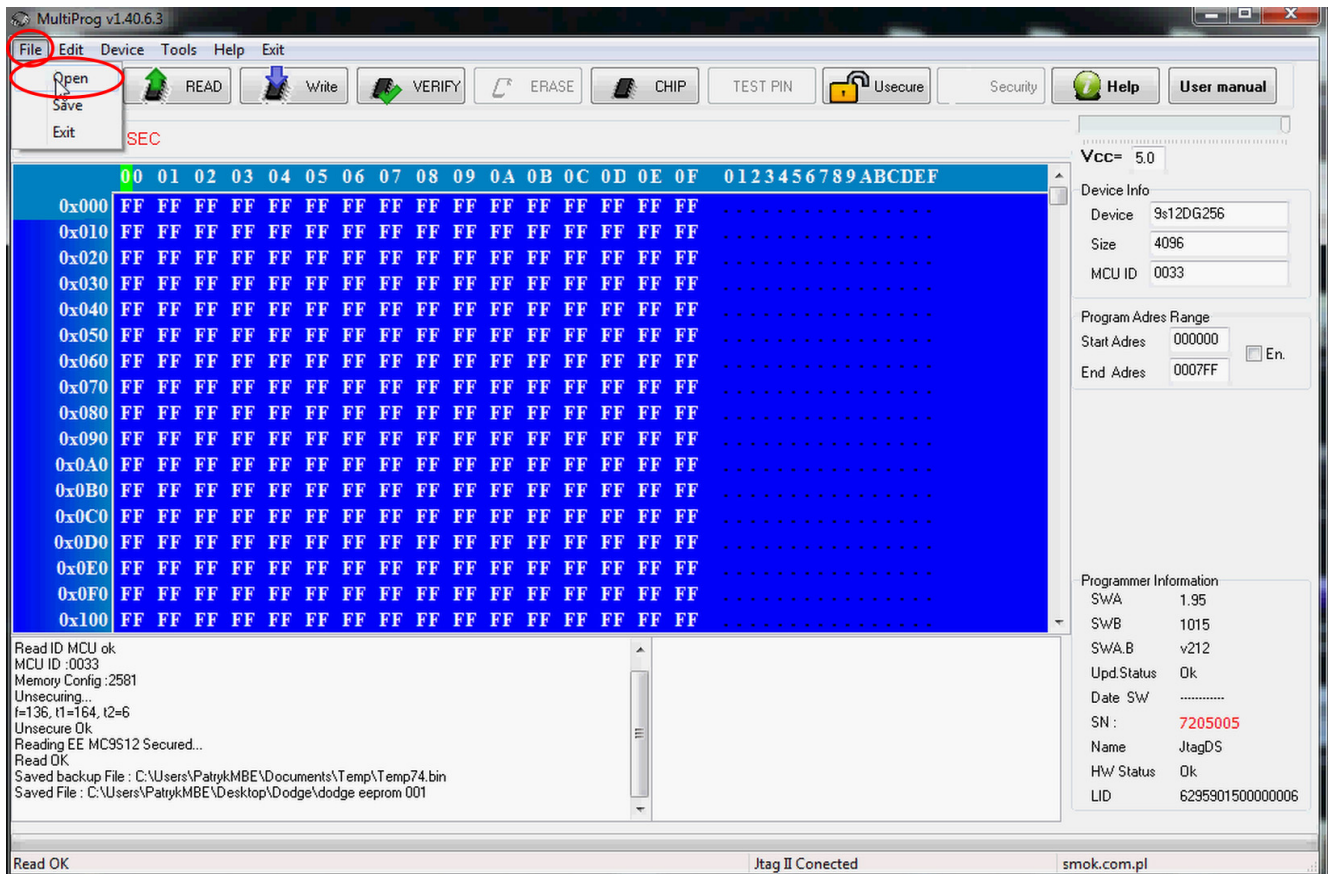 MultiProg v1.40.6.3
File Edit Device Tools Help Exit
Open
Save
Exit
READ Write VERIFY ERASE CHIP TEST PIN Usecure Security Help User manual
SEC
Vcc= 5.0
00 01 02 03 04 05 06 07 08 09 0A 0B 0C 0D 0E 0F 0123456789ABCDEF
0x000 FF FF FF FF FF FF FF FF FF FF FF FF FF FF FF FF ................
0x010 FF FF FF FF FF FF FF FF FF FF FF FF FF FF FF FF ................
0x020 FF FF FF FF FF FF FF FF FF FF FF FF FF FF FF FF ................
0x030 FF FF FF FF FF FF FF FF FF FF FF FF FF FF FF FF ................
0x040 FF FF FF FF FF FF FF FF FF FF FF FF FF FF FF FF ................
0x050 FF FF FF FF FF FF FF FF FF FF FF FF FF FF FF FF ................
0x060 FF FF FF FF FF FF FF FF FF FF FF FF FF FF FF FF ................
0x070 FF FF FF FF FF FF FF FF FF FF FF FF FF FF FF FF ................
0x080 FF FF FF FF FF FF FF FF FF FF FF FF FF FF FF FF ................
0x090 FF FF FF FF FF FF FF FF FF FF FF FF FF FF FF FF ................
0x0A0 FF FF FF FF FF FF FF FF FF FF FF FF FF FF FF FF ................
0x0B0 FF FF FF FF FF FF FF FF FF FF FF FF FF FF FF FF ................
0x0C0 FF FF FF FF FF FF FF FF FF FF FF FF FF FF FF FF ................
0x0D0 FF FF FF FF FF FF FF FF FF FF FF FF FF FF FF FF ................
0x0E0 FF FF FF FF FF FF FF FF FF FF FF FF FF FF FF FF ................
0x0F0 FF FF FF FF FF FF FF FF FF FF FF FF FF FF FF FF ................
0x100 FF FF FF FF FF FF FF FF FF FF FF FF FF FF FF FF ................
Device Info
Device 9s12DG256
Size 4096
MCU ID 0033
Program Adres Range
Start Adres 000000
En.
End Adres 0007FF
Programmer Information
SWA 1.95
SWB 1015
SWA.B v212
Upd.Status Ok
Date SW -----------
SN : 7205005
Name JtagDS
HW Status Ok
LID 6295901500000006
Read ID MCU ok
MCU ID :0033
Memory Config :2581
Unsecuring...
f=136, t1=164, t2=6
Unsecure Ok
Reading EE MC9S12 Secured...
Read OK
Saved backup File : C:\Users\PatrykMBE\Documents\Temp\Temp74.bin
Saved File : C:\Users\PatrykMBE\Desktop\Dodge\dodge eeprom 001
Read OK Jtag II Conected smok.com.pl